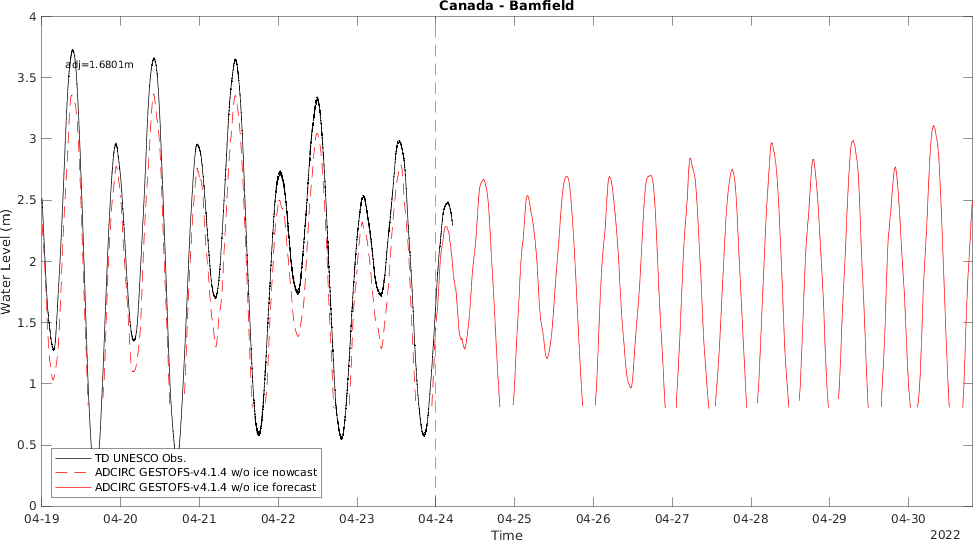 Canada - Bamfield
adj=1.6801m
Water Level (m)
4
3.5
3
2.5
2
1.5
1
0.5
0
TD UNESCO Obs.
ADCIRC GESTOFS-v4.1.4 w/o ice nowcast
ADCIRC GESTOFS-v4.1.4 w/o ice forecast
04-19 04-20 04-21 04-22 04-23 04-24 04-25 04-26 04-27 04-28 04-29 04-30
Time
2022